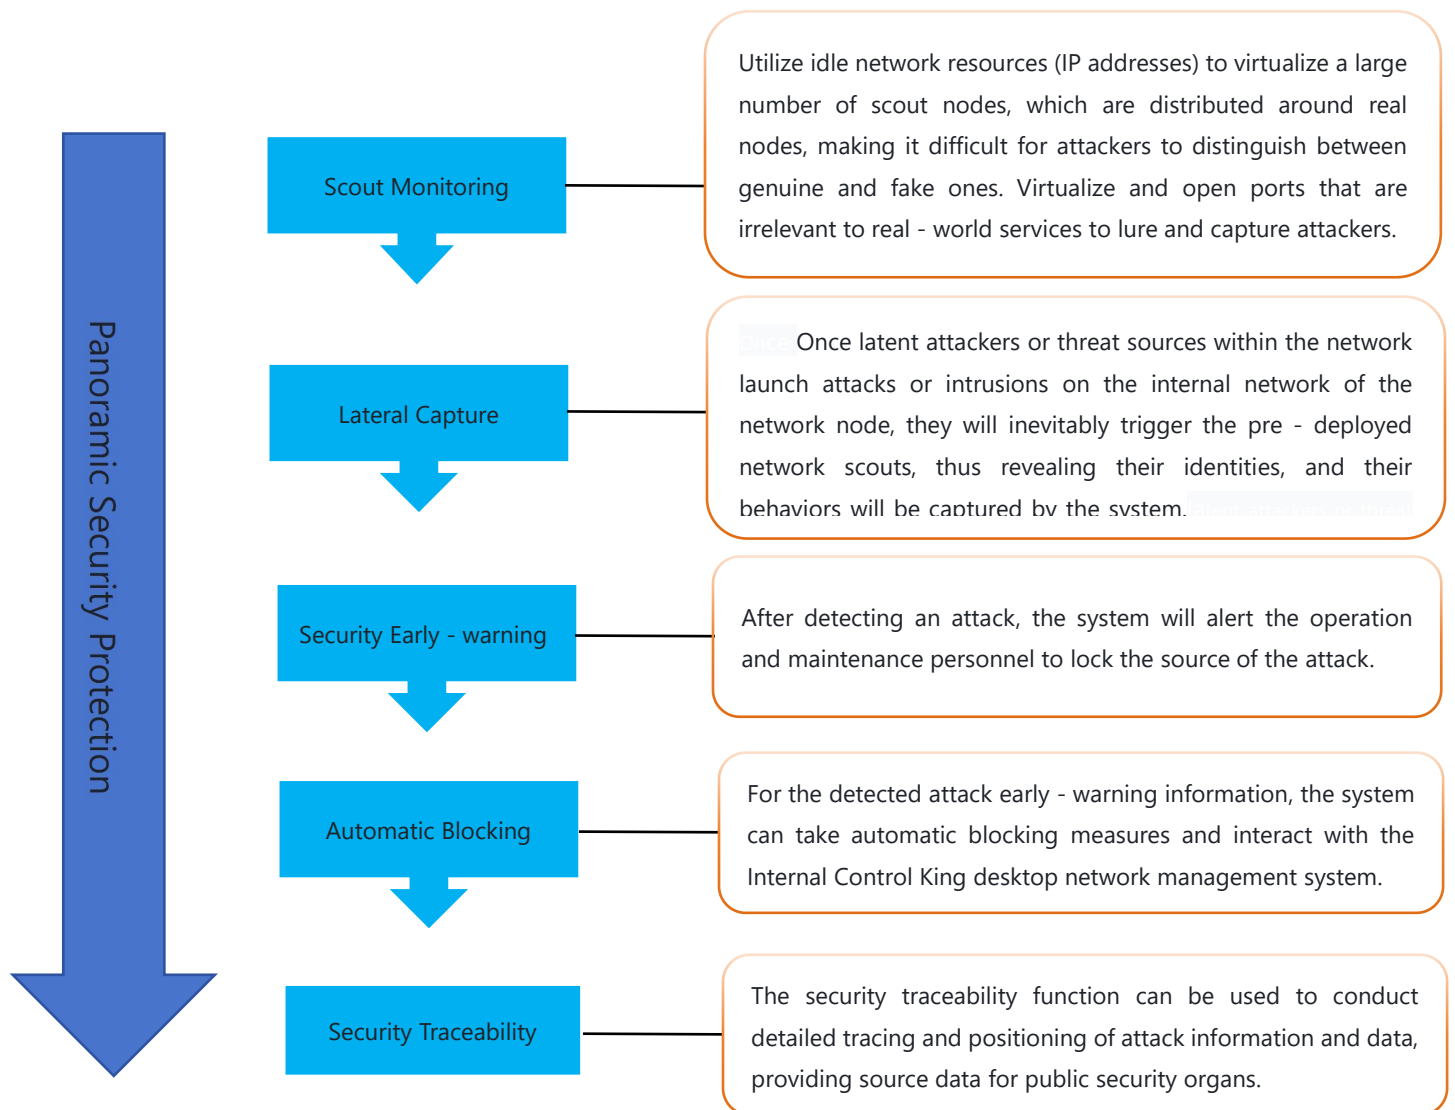 Panoramic Security Protection
Scout Monitoring
Utilize idle network resources (IP addresses) to virtualize a large
number of scout nodes, which are distributed around real
nodes, making it difficult for attackers to distinguish between
genuine and fake ones. Virtualize and open ports that are
irrelevant to real - world services to lure and capture attackers.
Lateral Capture
Once Once latent attackers or threat sources within the network
launch attacks or intrusions on the internal network of the
network node, they will inevitably trigger the pre - deployed
network scouts, thus revealing their identities, and their
behaviors will be captured by the system.latent attackers or threat
Security Early - warning
After detecting an attack, the system will alert the operation
and maintenance personnel to lock the source of the attack.
Automatic Blocking
For the detected attack early - warning information, the system
can take automatic blocking measures and interact with the
Internal Control King desktop network management system.
Security Traceability
The security traceability function can be used to conduct
detailed tracing and positioning of attack information and data,
providing source data for public security organs.